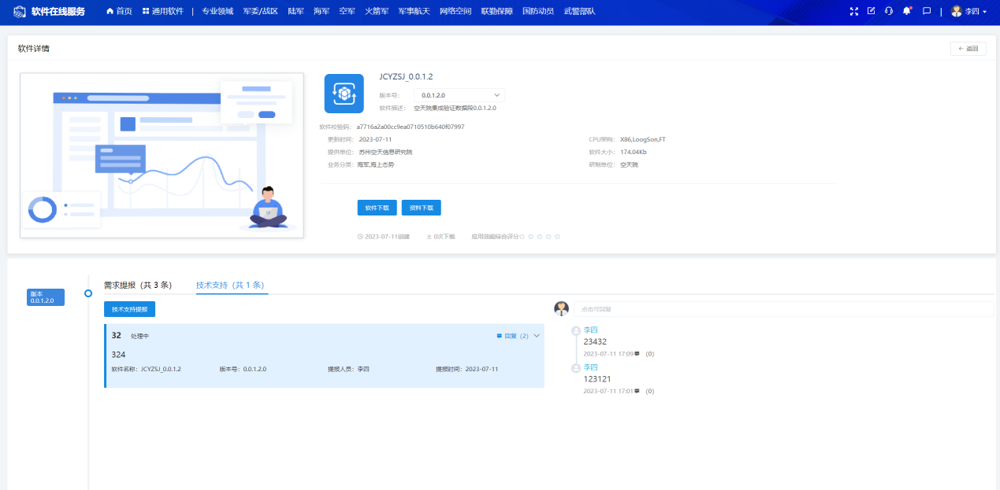 软件在线服务 首页 通用软件 | 专业领域 军委/战区 陆军 海军 空军 火箭军 军事航天 网络空间 联勤保障 国防动员 武警部队 | 李四
软件详情 返回
JCYZSJ_0.0.1.2
版本号: 0.0.1.2.0
软件描述: 空天院集成验证数据段0.0.1.2.0
软件校验码: a7716a2a00cc9ea0710510b640f07997
更新时间: 2023-07-11 CPU架构: X86,LoogSon,FT
提供单位: 苏州空天信息研究院 软件大小: 174.04Kb
业务分类: 海军,海上态势 研制单位: 空天院
软件下载 资料下载
2023-07-11创建 0次下载 应用效能综合评分
版本
0.0.1.2.0
需求提报（共 3 条） 技术支持（共 1 条）
技术支持提报
32 处理中 回复（2）
324
软件名称: JCYZSJ_0.0.1.2 版本号: 0.0.1.2.0 提报人员: 李四 提报时间: 2023-07-11
点击可回复
李四
23432
2023-07-11 17:09 (0)
李四
123121
2023-07-11 17:01 (0)